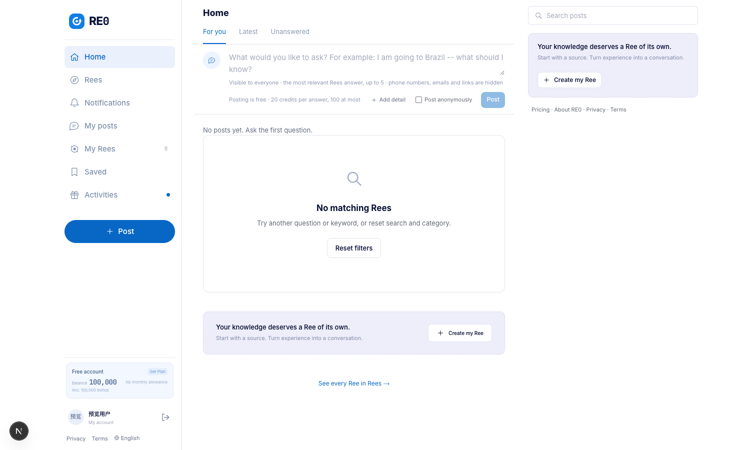 RE0
Home
Rees
Notifications
My posts
My Rees
Saved
Activities
+ Post
Free account
Get Plan
Balance 100,000
No monthly allowance
预览
预览用户
My account
Privacy
Terms
English
N
Home
For you
Latest
Unanswered
What would you like to ask? For example: I am going to Brazil -- what should I
know?
Visible to everyone · the most relevant Rees answer, up to 5 · phone numbers, emails and links are hidden
Posting is free · 20 credits per answer, 100 at most
+ Add detail
Post anonymously
Post
No posts yet. Ask the first question.
No matching Rees
Try another question or keyword, or reset search and category.
Reset filters
Your knowledge deserves a Ree of its own.
Start with a source. Turn experience into a conversation.
+ Create my Ree
See every Ree in Rees →
Search posts
Your knowledge deserves a Ree of its own.
Start with a source. Turn experience into a conversation.
+ Create my Ree
Pricing · About RE0 · Privacy · Terms